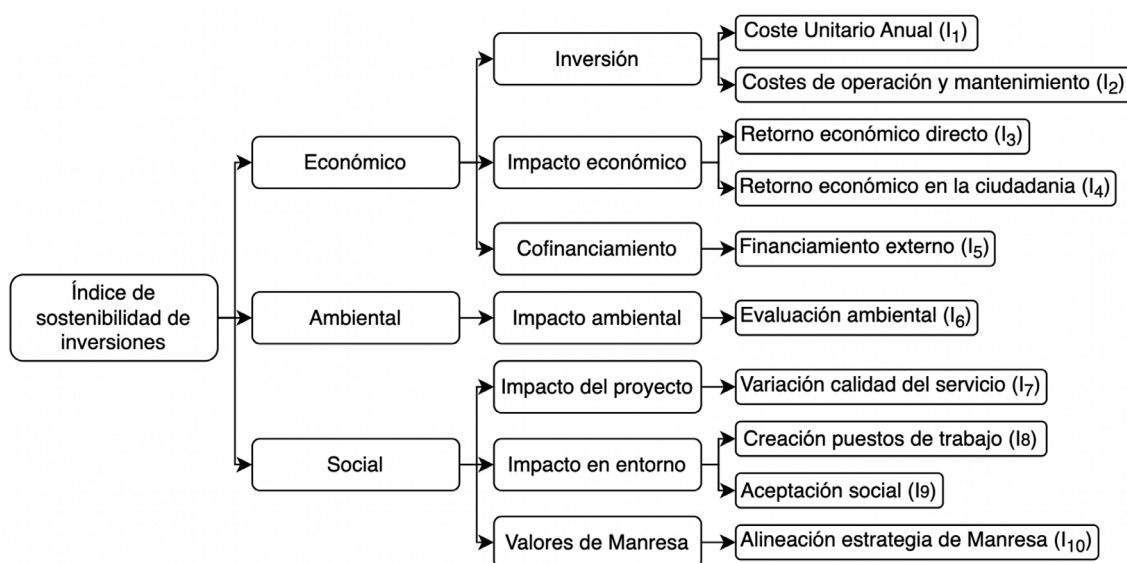 Índice de
sostenibilidad de
inversiones
Económico
Ambiental
Social
Inversión
Impacto económico
Cofinanciamiento
Impacto ambiental
Impacto del proyecto
Impacto en entorno
Valores de Manresa
Coste Unitario Anual (I1)
Costes de operación y mantenimiento (I2)
Retorno económico directo (I3)
Retorno económico en la ciudadania (I4)
Financiamiento externo (I5)
Evaluación ambiental (I6)
Variación calidad del servicio (I7)
Creación puestos de trabajo (I8)
Aceptación social (I9)
Alineación estrategia de Manresa (I10)